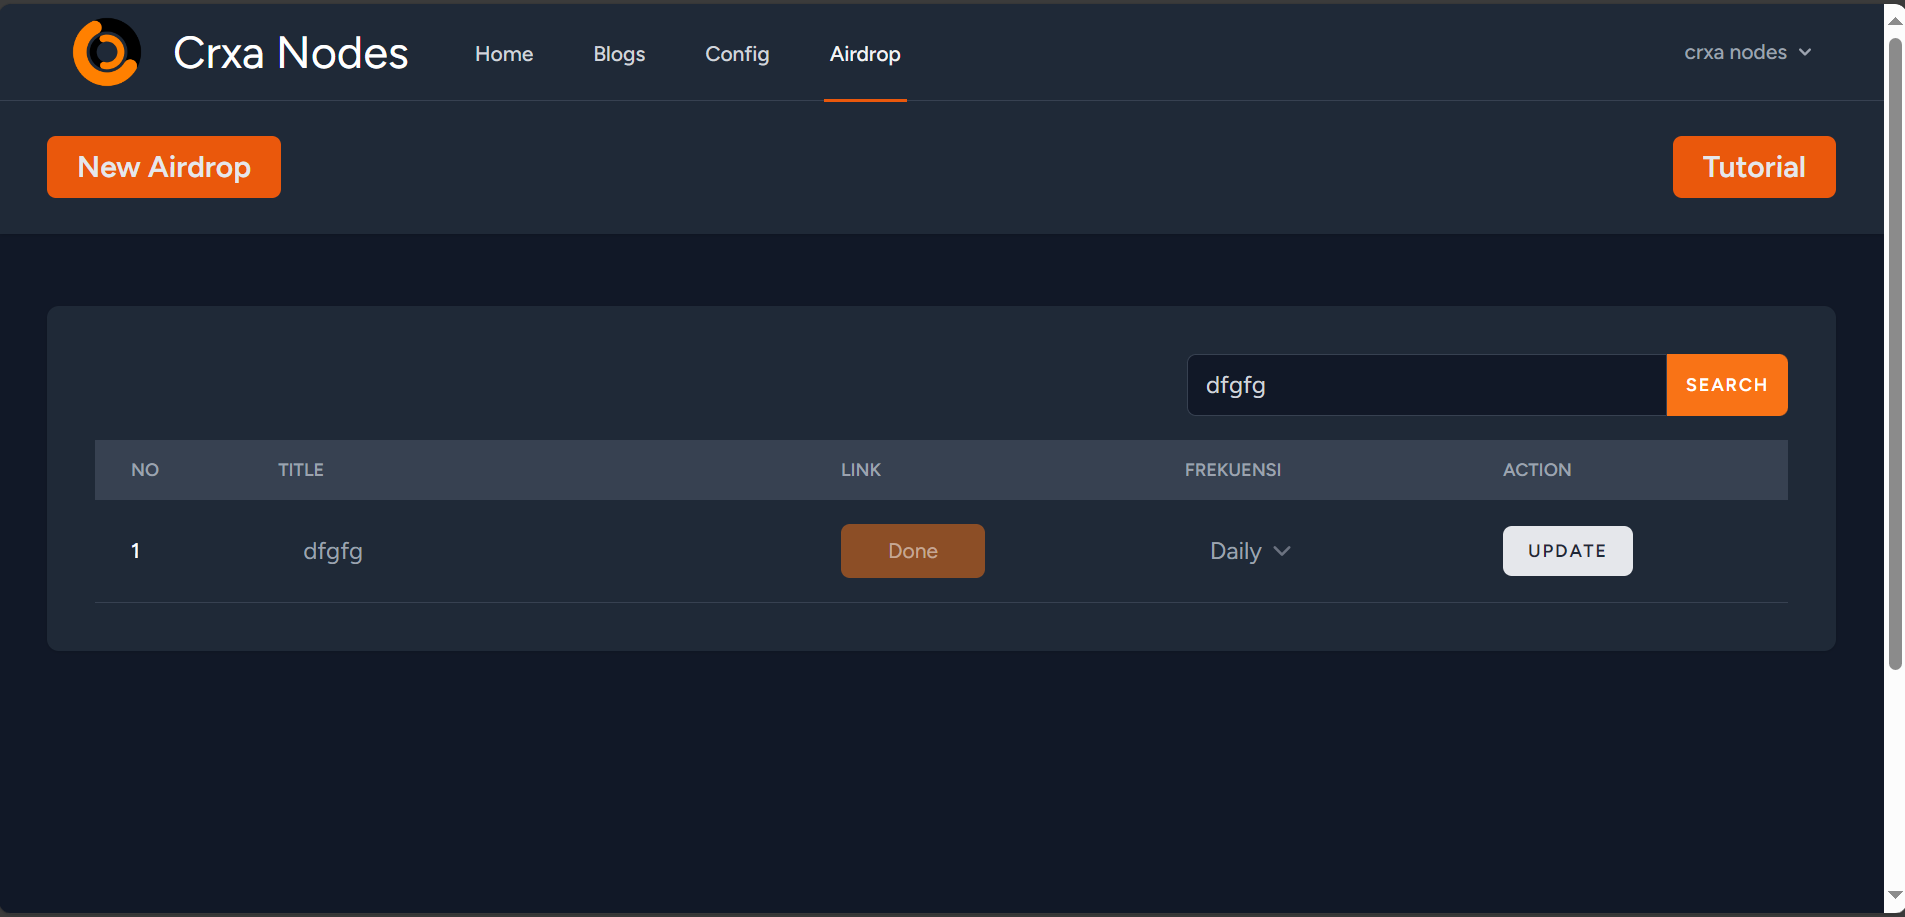 Crxa Nodes Home Blogs Config Airdrop crxa nodes
New Airdrop Tutorial
dfgfg SEARCH
NO TITLE LINK FREKUENSI ACTION
1 dfgfg Done Daily UPDATE